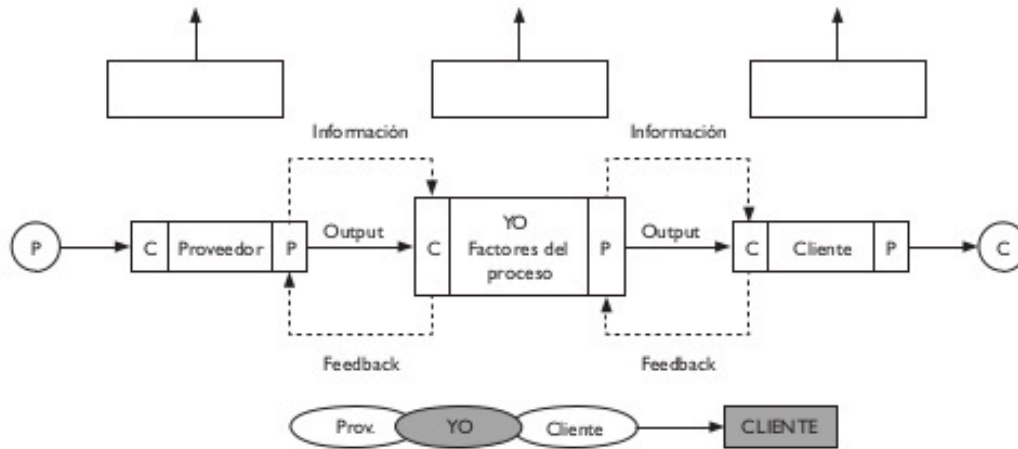 Información
Información
P
C
Proveedor
P
Output
C
YO
Factores del
proceso
P
Output
C
Cliente
P
C
Feedback
Feedback
Prov.
YO
Cliente
CLIENTE